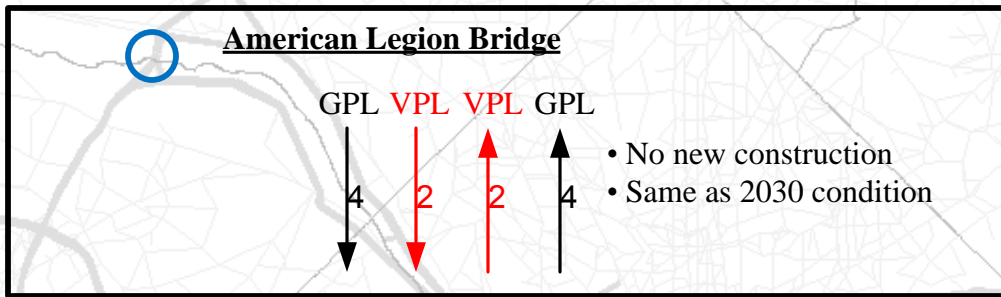 American Legion Bridge
GPL VPL VPL GPL
4 2 2 4
• No new construction
• Same as 2030 condition